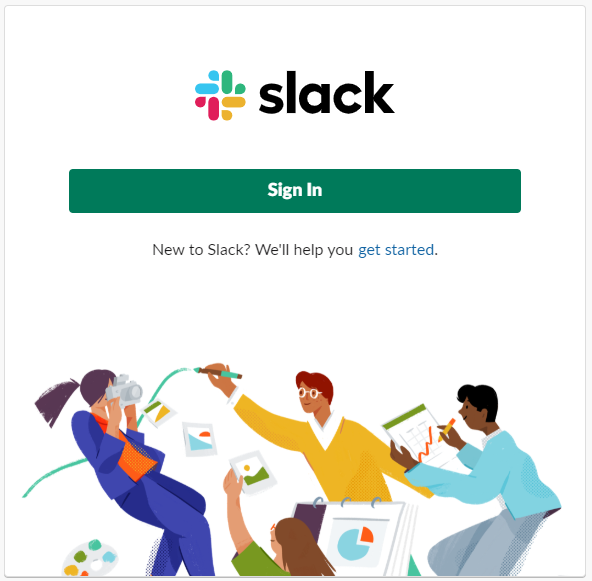 slack
Sign In
New to Slack? We'll help you get started.